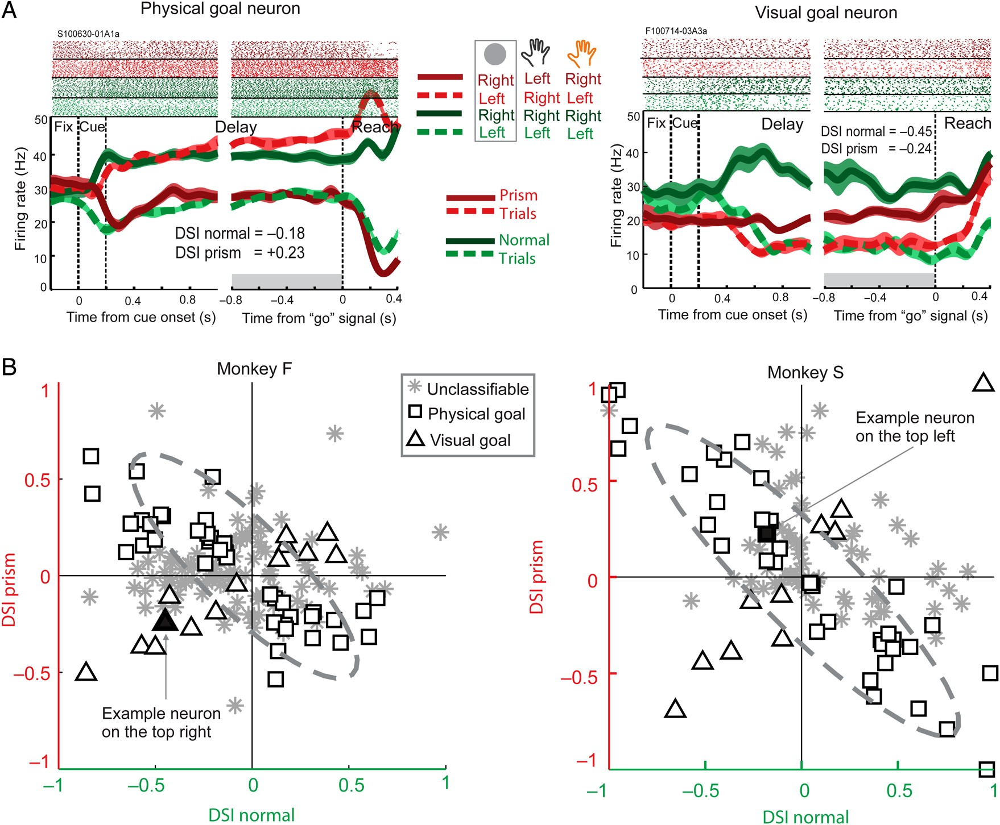 A
Physical goal neuron
S100630-01A1a
50
40
30
20
10
0
Firing rate (Hz)
Fix
Cue
Delay
Reach
DSI normal = –0.18
DSI prism = +0.23
0
0.4
0.8
–0.8
–0.4
0
0.4
Time from cue onset (s)
Time from “go” signal (s)
Right Left Right
Left Right Left
Right Right Right
Left Left Left
Prism
Trials
Normal
Trials
Visual goal neuron
F100714-03A3a
50
40
30
20
10
0
Firing rate (Hz)
Fix
Cue
Delay
Reach
DSI normal = –0.45
DSI prism = –0.24
0
0.4
0.8
–0.8
–0.4
0
0.4
Time from cue onset (s)
Time from “go” signal (s)
B
Monkey F
1
0.5
0
–0.5
–1
DSI prism
–1
–0.5
0
0.5
1
DSI normal
Example neuron
on the top right
Unclassifiable
Physical goal
Visual goal
Monkey S
1
0.5
0
–0.5
–1
DSI prism
–1
–0.5
0
0.5
1
DSI normal
Example neuron
on the top left